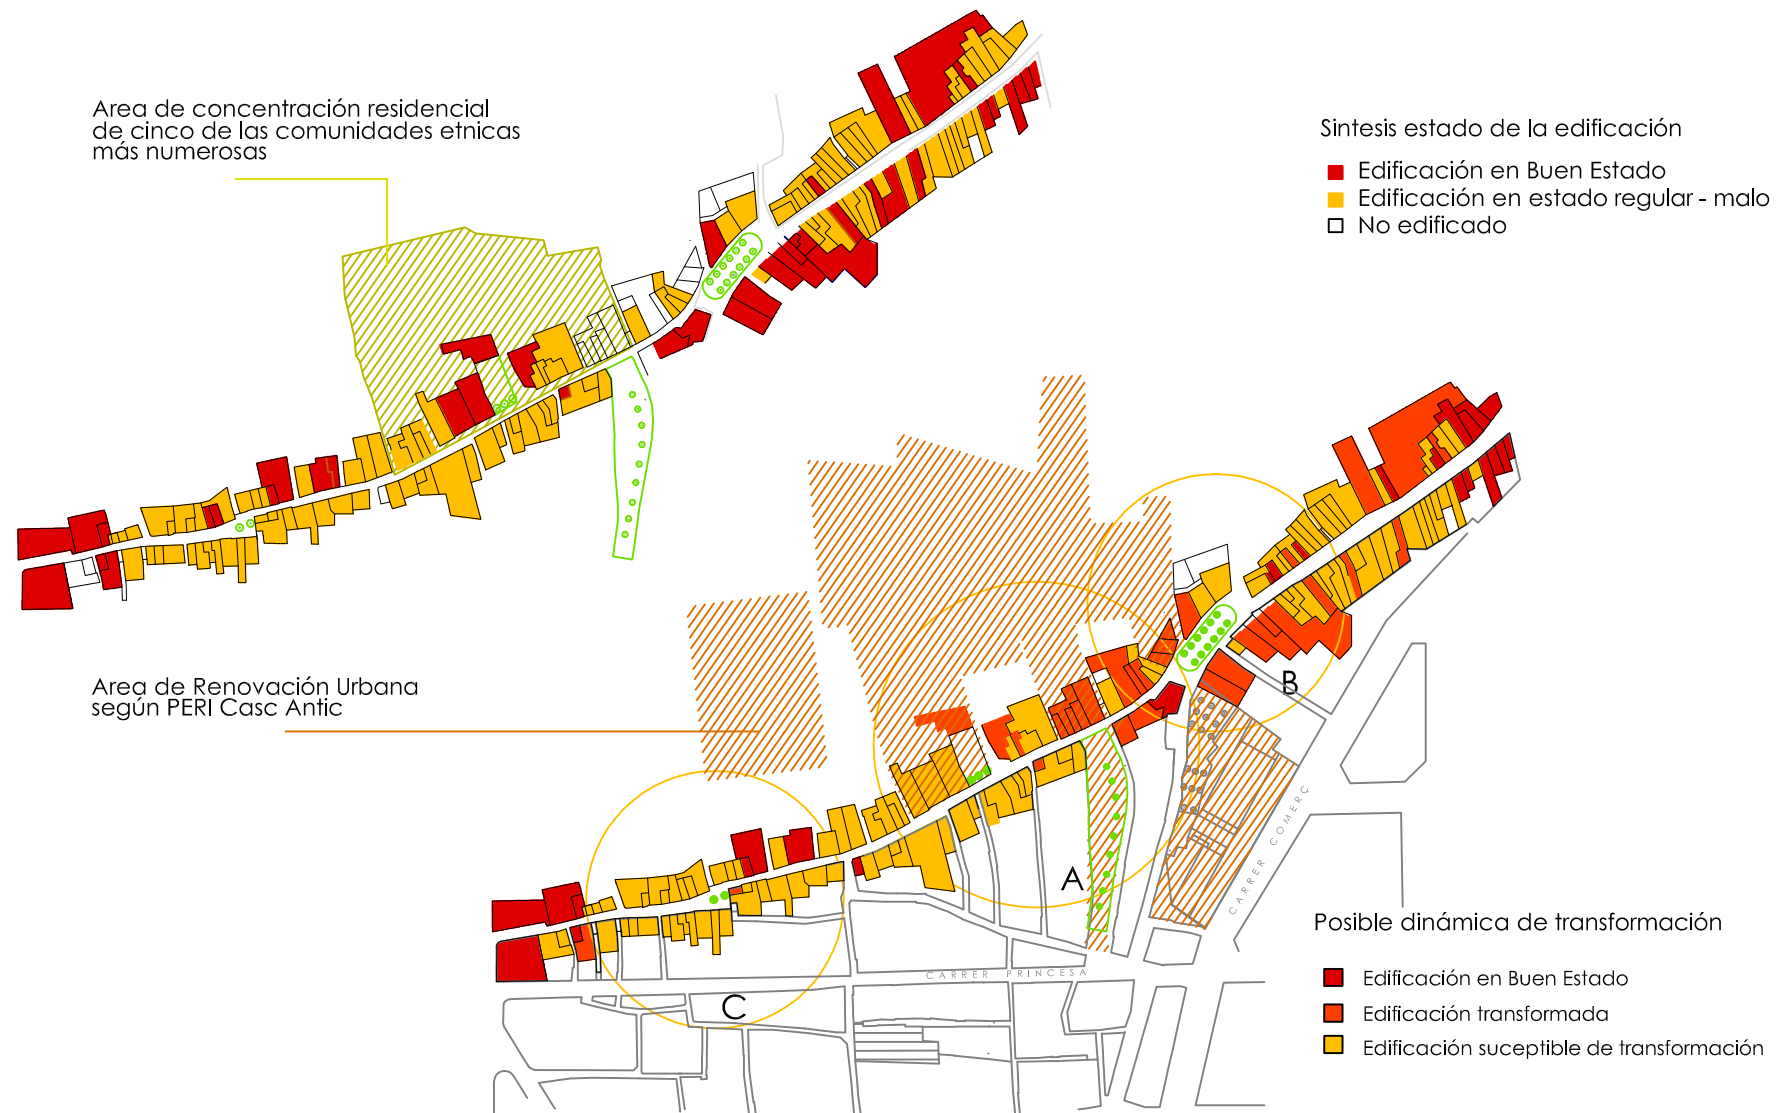 Area de concentración residencial
de cinco de las comunidades etnicas
más numerosas
Sintesis estado de la edificación
Edificación en Buen Estado
Edificación en estado regular - malo
No edificado
Area de Renovación Urbana
según PERI Casc Antic
B
A
C
CARRER COMERÇ
CARRER PRINCESA
Posible dinámica de transformación
Edificación en Buen Estado
Edificación transformada
Edificación suceptible de transformación